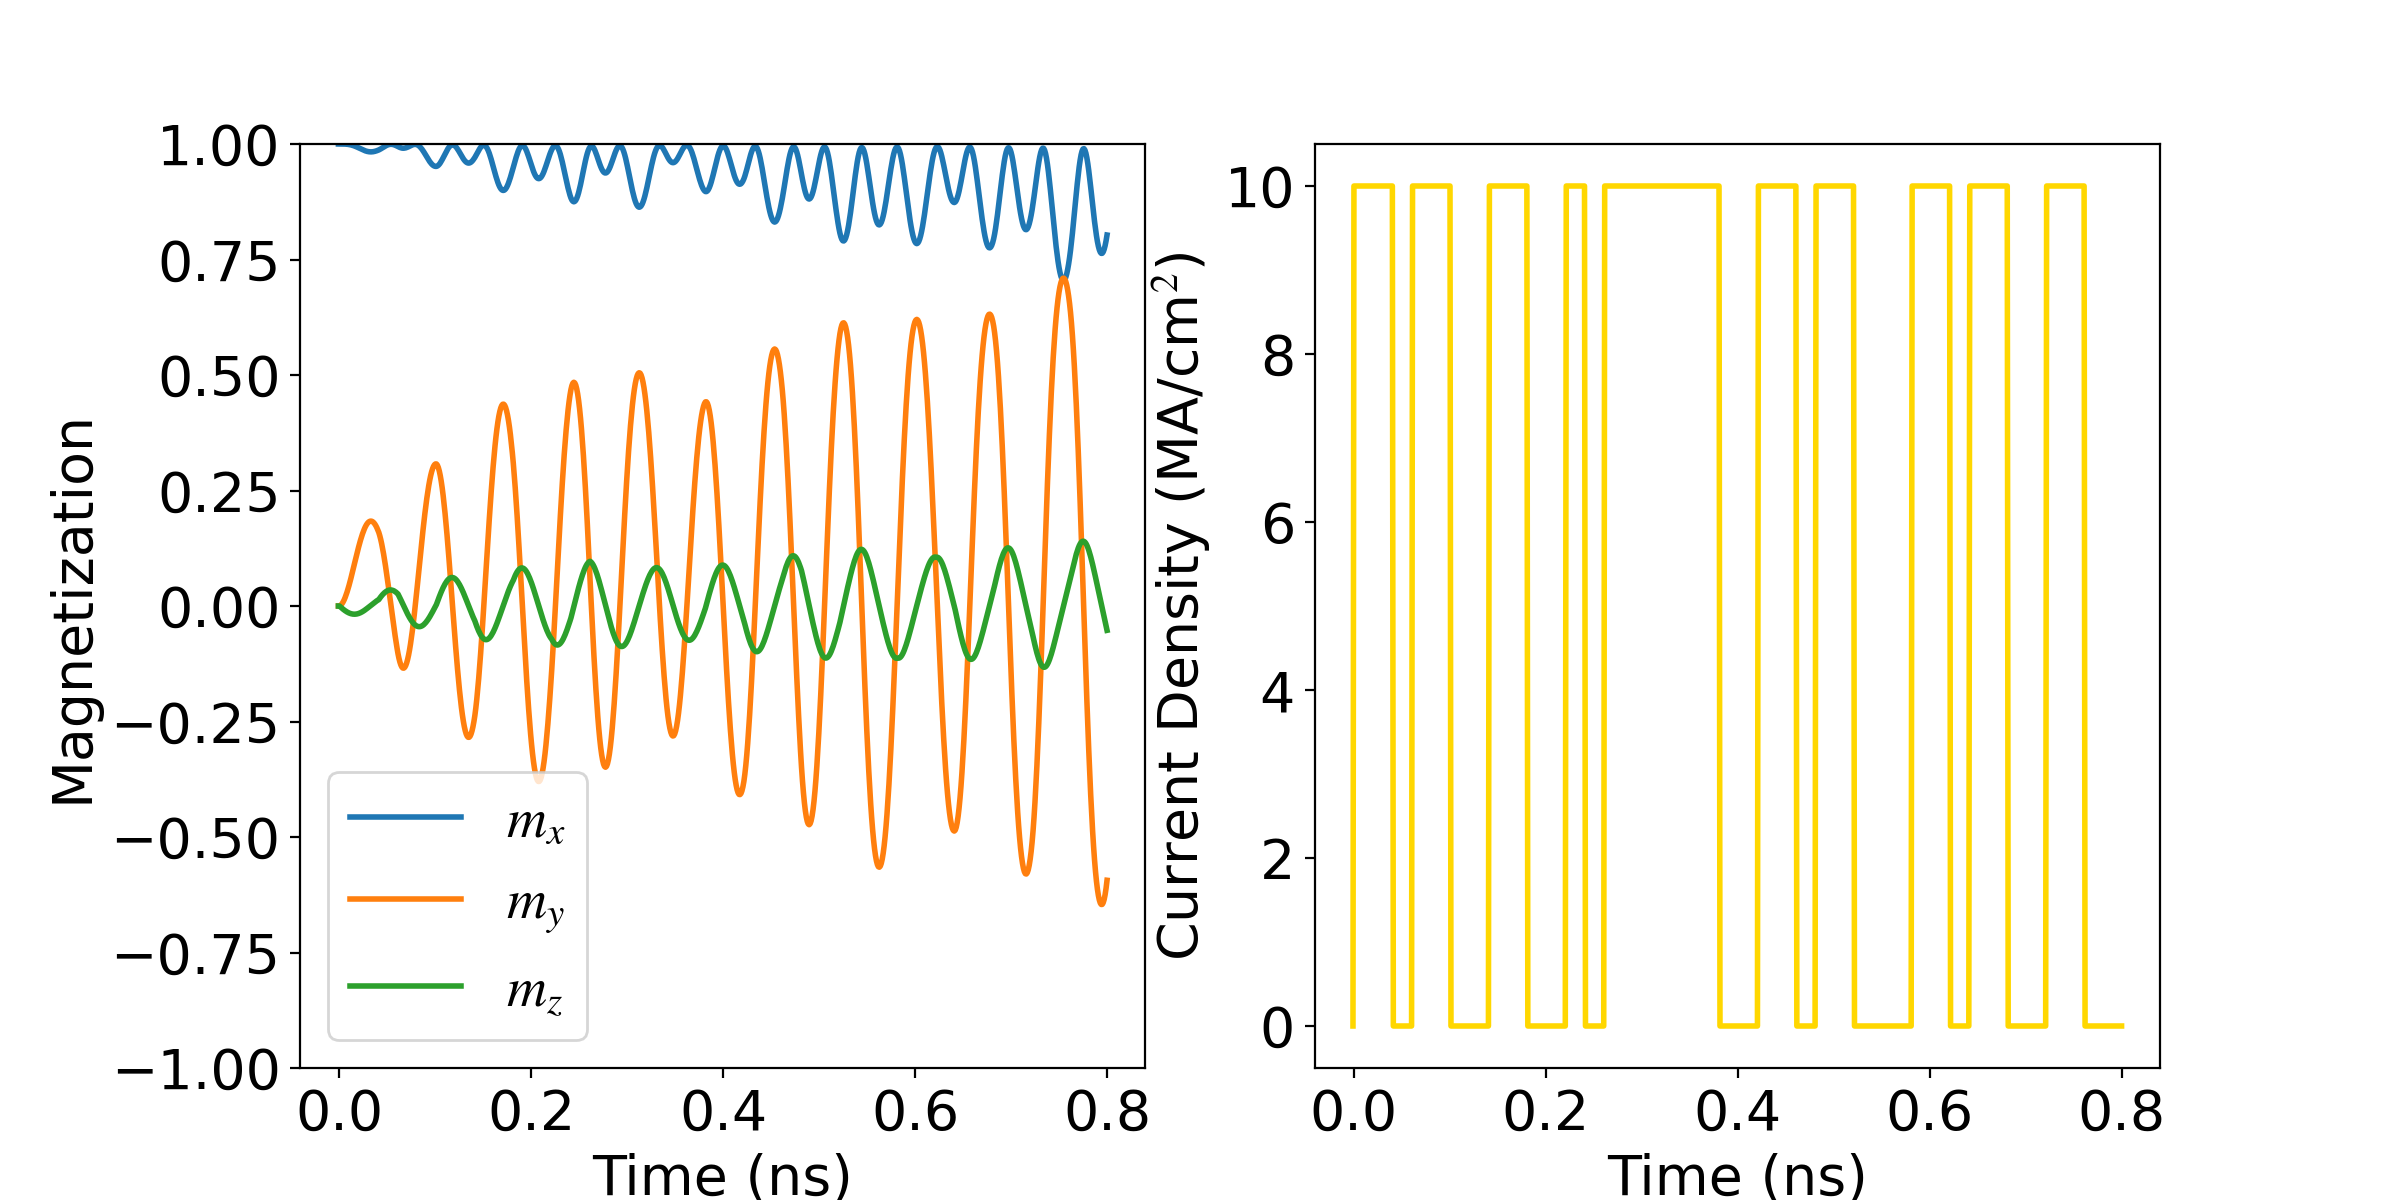 Magnetization
1.00
0.75
0.50
0.25
0.00
−0.25
−0.50
−0.75
−1.00
m_x
m_y
m_z
0.0 0.2 0.4 0.6 0.8
Time (ns)
Current Density (MA/cm²)
10
8
6
4
2
0
0.0 0.2 0.4 0.6 0.8
Time (ns)